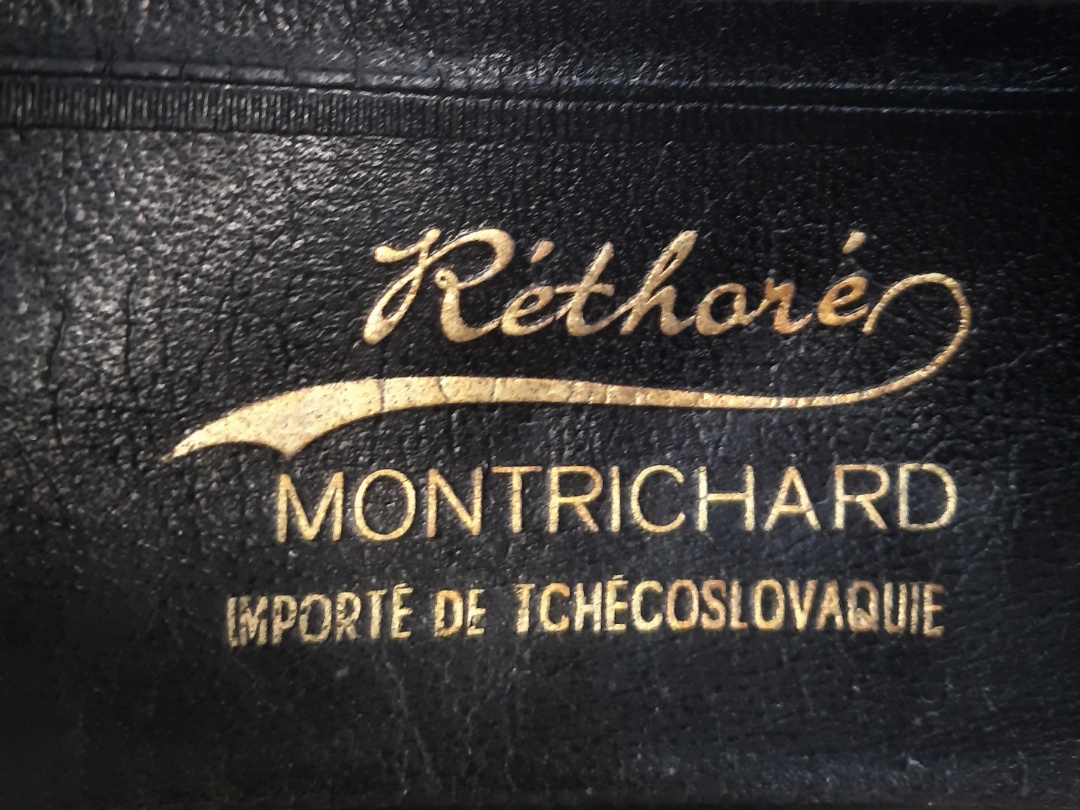 Réthoré
MONTRICHARD
IMPORTÉ DE TCHÉCOSLOVAQUIE